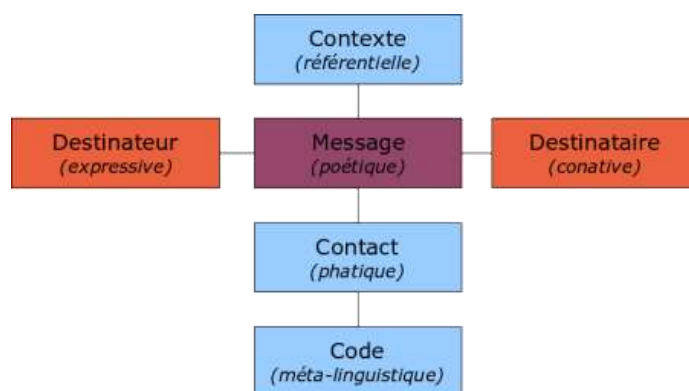 Contexte
(référentielle)
Destinateur
(expressive)
Message
(poétique)
Destinataire
(conative)
Contact
(phatique)
Code
(méta-linguistique)